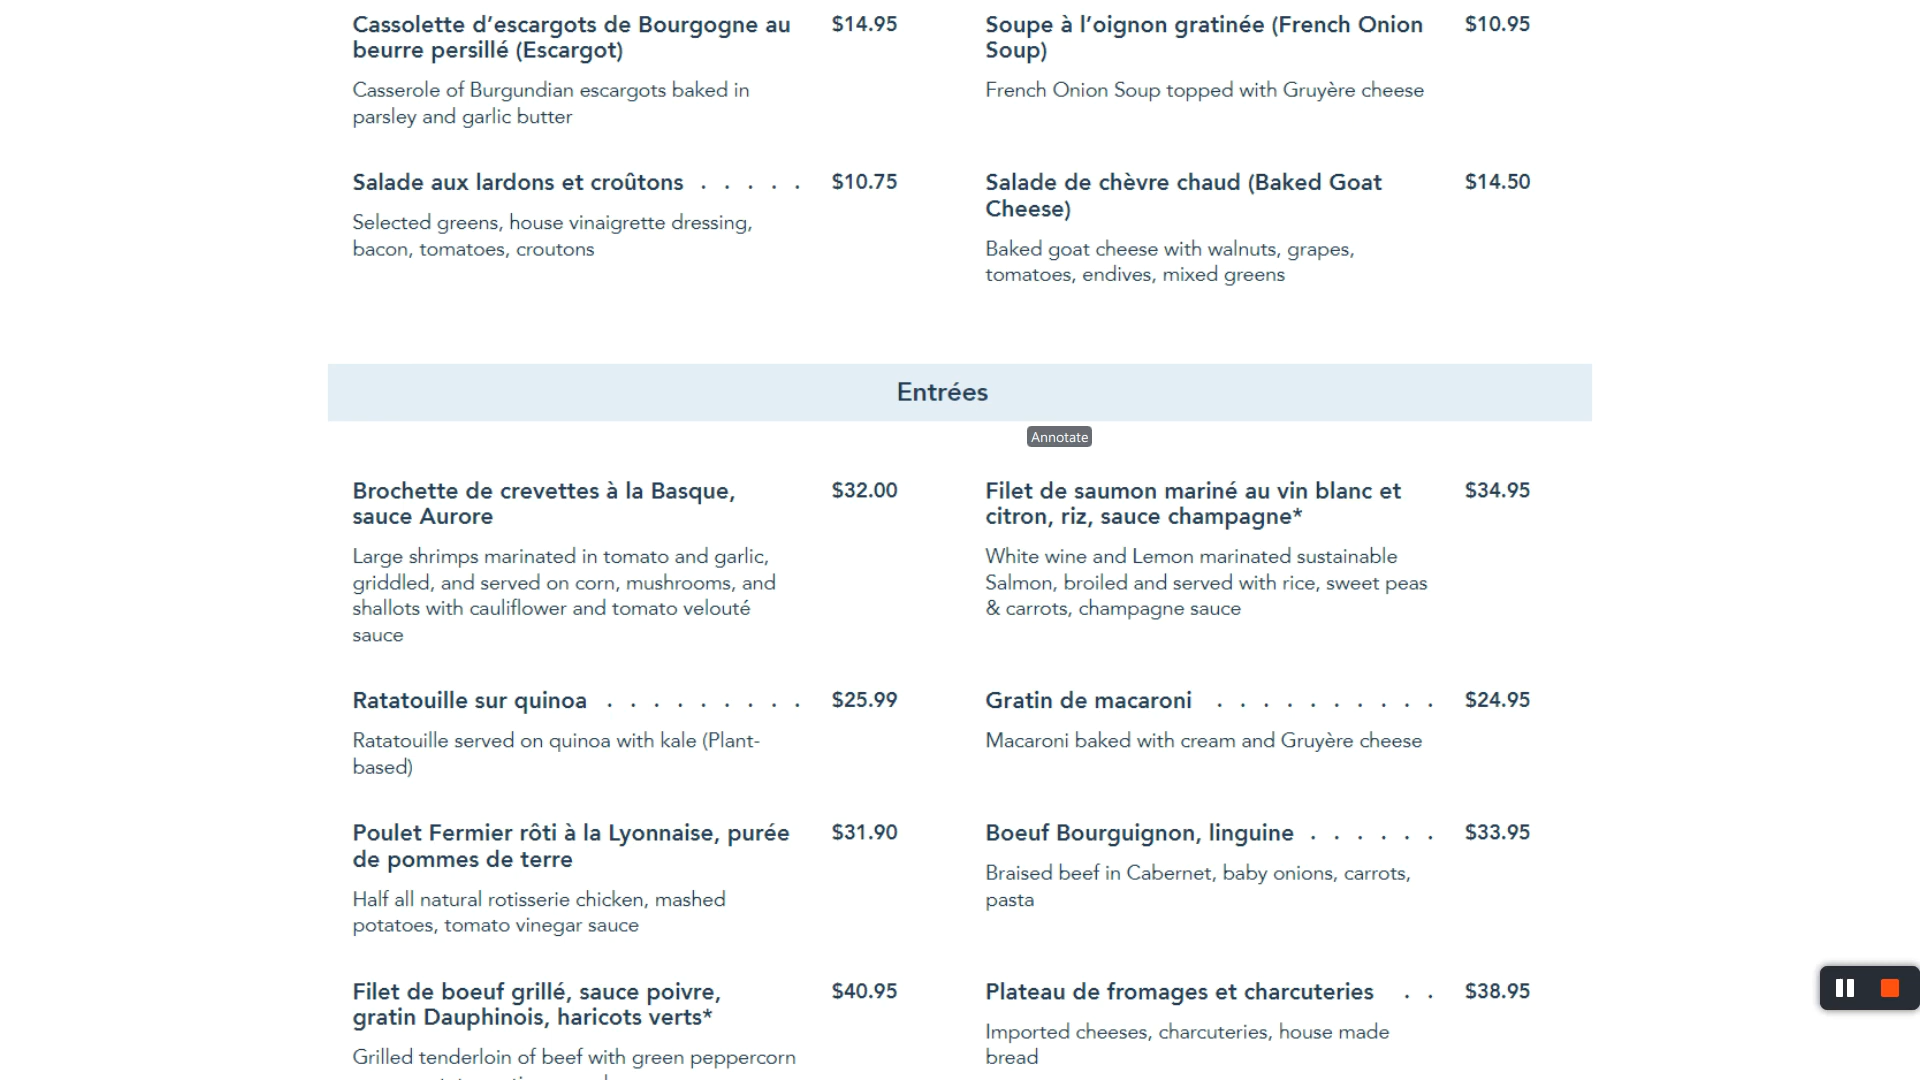 Cassolette d’escargots de Bourgogne au $14.95
beurre persillé (Escargot)
Casserole of Burgundian escargots baked in
parsley and garlic butter
Soupe à l’oignon gratinée (French Onion $10.95
Soup)
French Onion Soup topped with Gruyère cheese
Salade aux lardons et croûtons . . . . . $10.75
Selected greens, house vinaigrette dressing,
bacon, tomatoes, croutons
Salade de chèvre chaud (Baked Goat $14.50
Cheese)
Baked goat cheese with walnuts, grapes,
tomatoes, endives, mixed greens
Entrées
Annotate
Brochette de crevettes à la Basque, $32.00
sauce Aurore
Large shrimps marinated in tomato and garlic,
griddled, and served on corn, mushrooms, and
shallots with cauliflower and tomato velouté
sauce
Filet de saumon mariné au vin blanc et $34.95
citron, riz, sauce champagne*
White wine and Lemon marinated sustainable
Salmon, broiled and served with rice, sweet peas
& carrots, champagne sauce
Ratatouille sur quinoa . . . . . . . . . $25.99
Ratatouille served on quinoa with kale (Plant-
based)
Gratin de macaroni . . . . . . . . . . $24.95
Macaroni baked with cream and Gruyère cheese
Poulet Fermier rôti à la Lyonnaise, purée $31.90
de pommes de terre
Half all natural rotisserie chicken, mashed
potatoes, tomato vinegar sauce
Boeuf Bourguignon, linguine . . . . . . $33.95
Braised beef in Cabernet, baby onions, carrots,
pasta
Filet de boeuf grillé, sauce poivre, $40.95
gratin Dauphinois, haricots verts*
Grilled tenderloin of beef with green peppercorn
Plateau de fromages et charcuteries . . $38.95
Imported cheeses, charcuteries, house made
bread